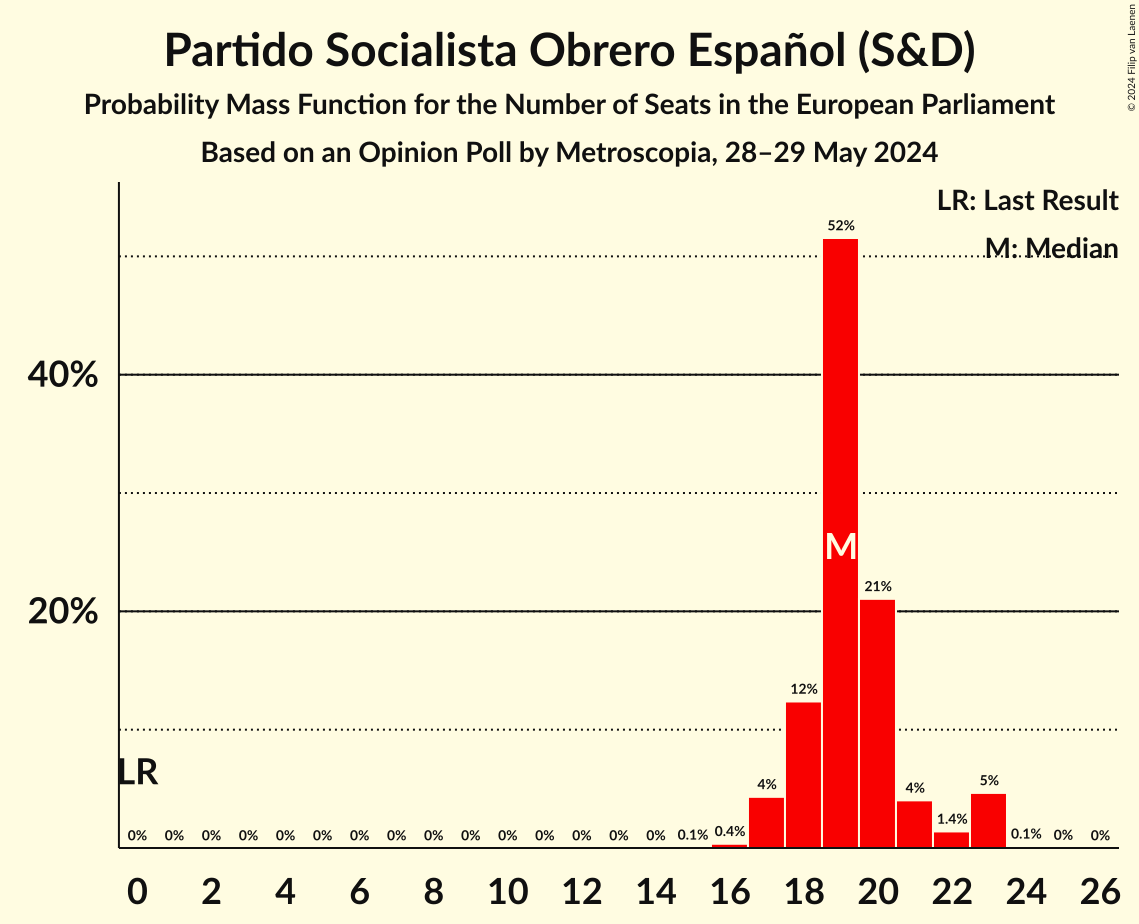 Partido Socialista Obrero Español (S&D)
Probability Mass Function for the Number of Seats in the European Parliament
Based on an Opinion Poll by Metroscopia, 28–29 May 2024
© 2024 Filip van Laenen
LR: Last Result
M: Median
52%
40%
M
21%
20%
12%
LR
4%
4%
5%
1.4%
0% 0% 0% 0% 0% 0% 0% 0% 0% 0% 0% 0% 0% 0% 0% 0.1% 0.4% 0.1% 0% 0%
0 2 4 6 8 10 12 14 16 18 20 22 24 26